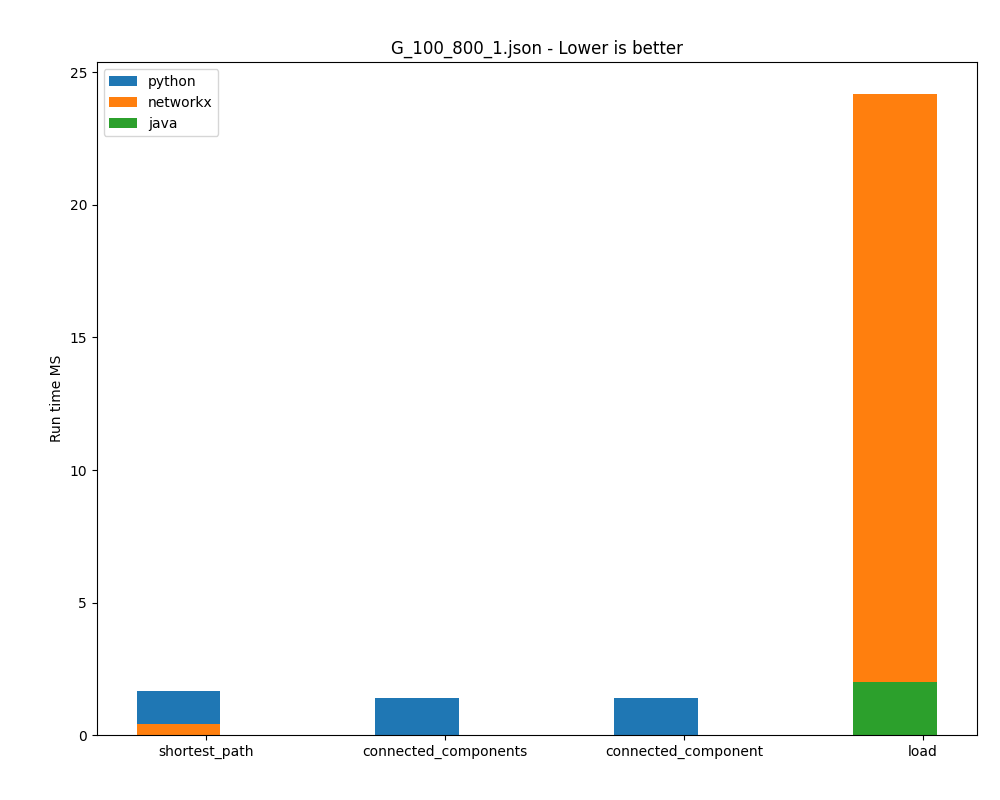 G_100_800_1.json - Lower is better
python
networkx
java
Run time MS
25
20
15
10
5
0
shortest_path
connected_components
connected_component
load